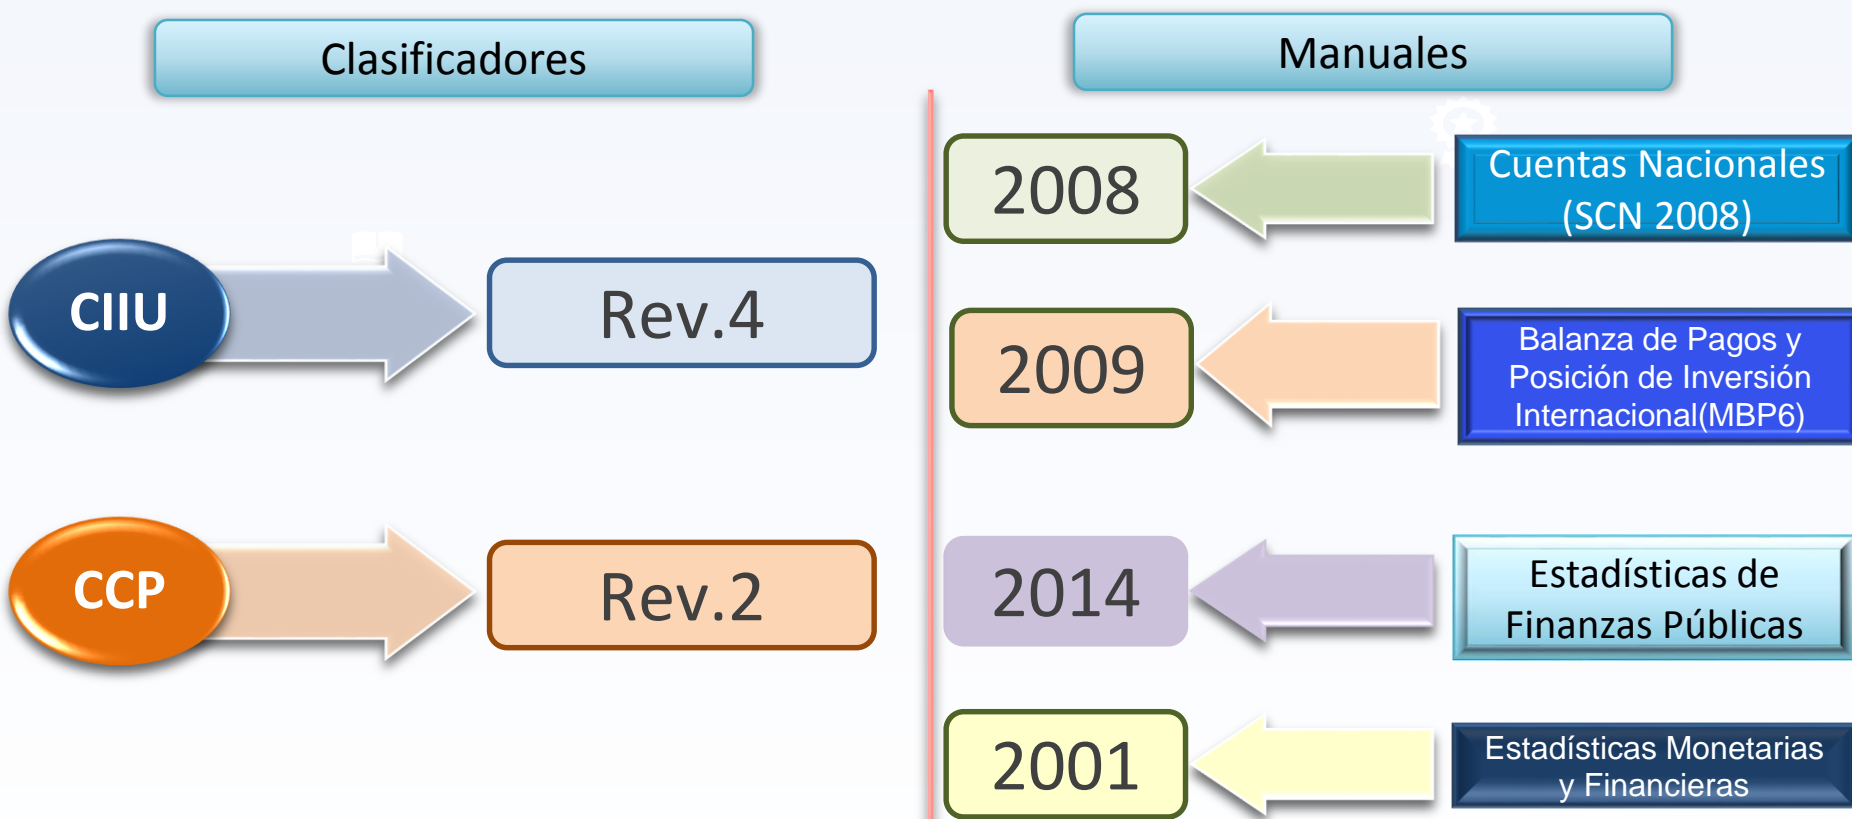 Clasificadores
CIIU
Rev.4
CCP
Rev.2
Manuales
2008
Cuentas Nacionales
(SCN 2008)
2009
Balanza de Pagos y
Posición de Inversión
Internacional(MBP6)
2014
Estadísticas de
Finanzas Públicas
2001
Estadísticas Monetarias
y Financieras